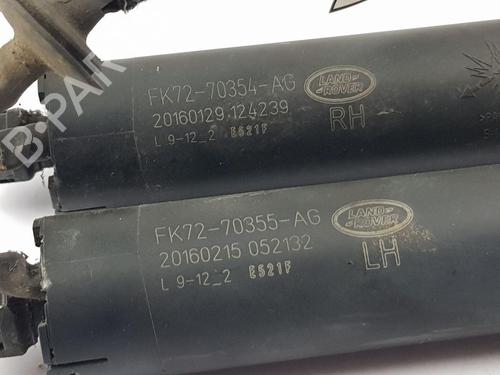 B-PAR
FK72-70354-AG
LAND
ROVER
20160129.124239
RH
L 9-12_2 E521F
FK72-70355-AG
LAND
ROVER
20160215 052132
LH
L 9-12_2 E521F